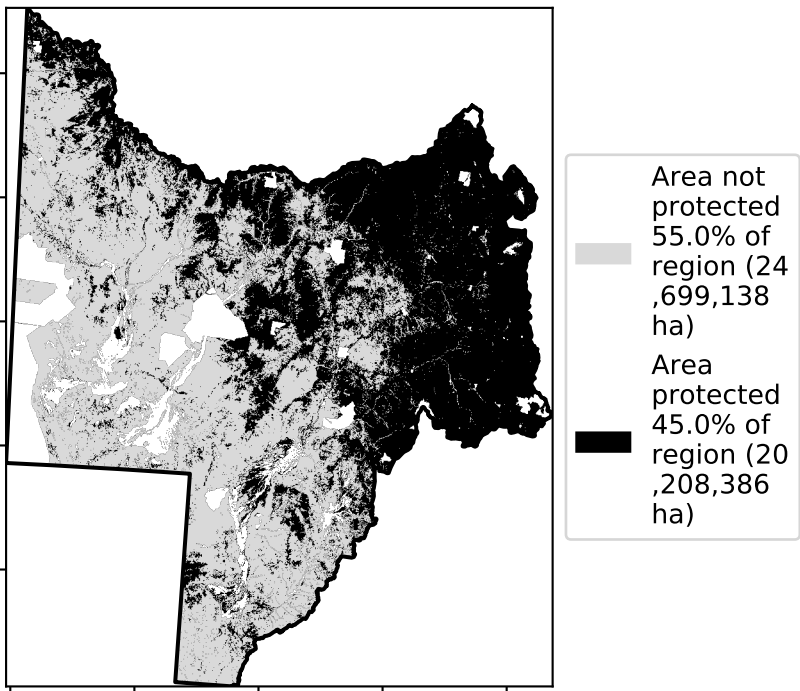 Area not
protected
55.0% of
region (24
,699,138
ha)
Area
protected
45.0% of
region (20
,208,386
ha)